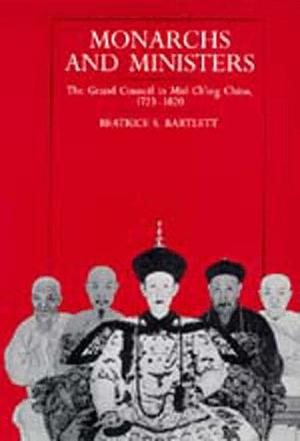 MONARCHS
AND MINISTERS
The Grand Council in Mid-Ch'ing China,
1723–1820
BEATRICE S. BARTLETT